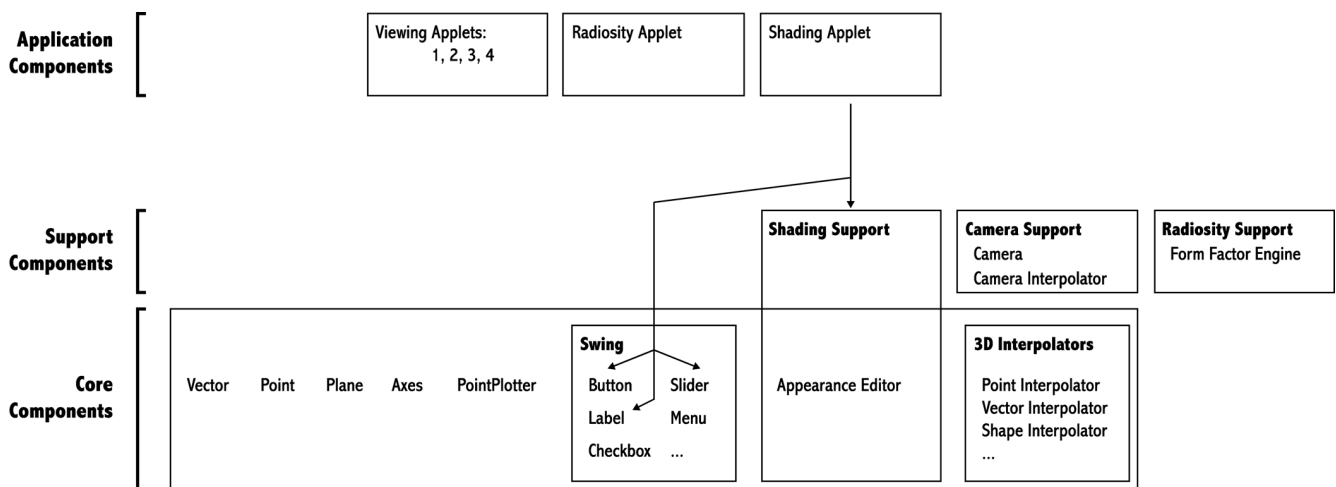 Application
Components
Viewing Applets:
1, 2, 3, 4
Radiosity Applet
Shading Applet
Support
Components
Shading Support
Camera Support
Camera
Camera Interpolator
Radiosity Support
Form Factor Engine
Core
Components
Vector Point Plane Axes PointPlotter
Swing
Button Slider
Label Menu
Checkbox ...
Appearance Editor
3D Interpolators
Point Interpolator
Vector Interpolator
Shape Interpolator
...